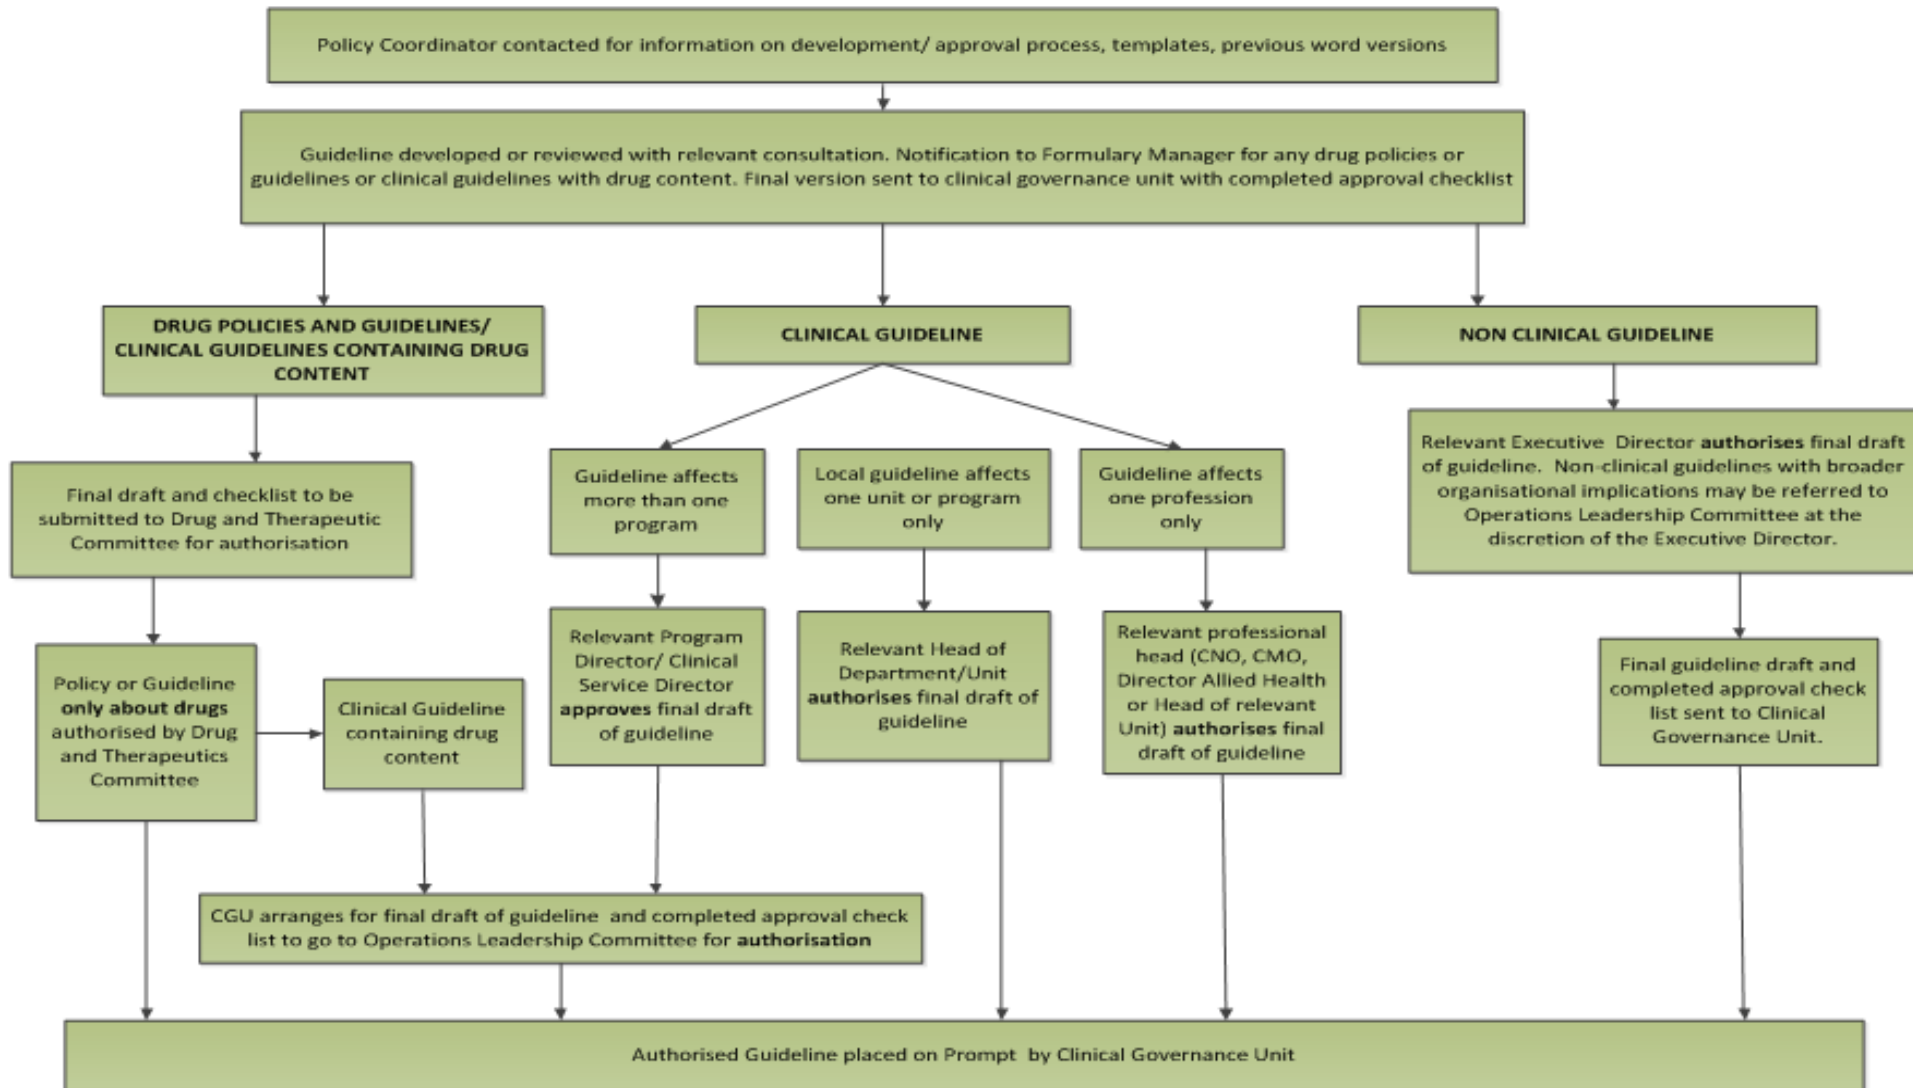 Policy Coordinator contacted for information on development/ approval process, templates, previous word versions
Guideline developed or reviewed with relevant consultation. Notification to Formulary Manager for any drug policies or
guidelines or clinical guidelines with drug content. Final version sent to clinical governance unit with completed approval checklist
DRUG POLICIES AND GUIDELINES/
CLINICAL GUIDELINES CONTAINING DRUG
CONTENT
CLINICAL GUIDELINE
NON CLINICAL GUIDELINE
Final draft and checklist to be
submitted to Drug and Therapeutic
Committee for authorisation
Guideline affects
more than one
program
Local guideline affects
one unit or program
only
Guideline affects
one profession
only
Relevant Executive Director authorises final draft
of guideline. Non-clinical guidelines with broader
organisational implications may be referred to
Operations Leadership Committee at the
discretion of the Executive Director.
Policy or Guideline
only about drugs
authorised by Drug
and Therapeutics
Committee
Clinical Guideline
containing drug
content
Relevant Program
Director/ Clinical
Service Director
approves final draft
of guideline
Relevant Head of
Department/Unit
authorises final draft of
guideline
Relevant professional
head (CNO, CMO,
Director Allied Health
or Head of relevant
Unit) authorises final
draft of guideline
Final guideline draft and
completed approval check
list sent to Clinical
Governance Unit.
CGU arranges for final draft of guideline and completed approval check
list to go to Operations Leadership Committee for authorisation
Authorised Guideline placed on Prompt by Clinical Governance Unit